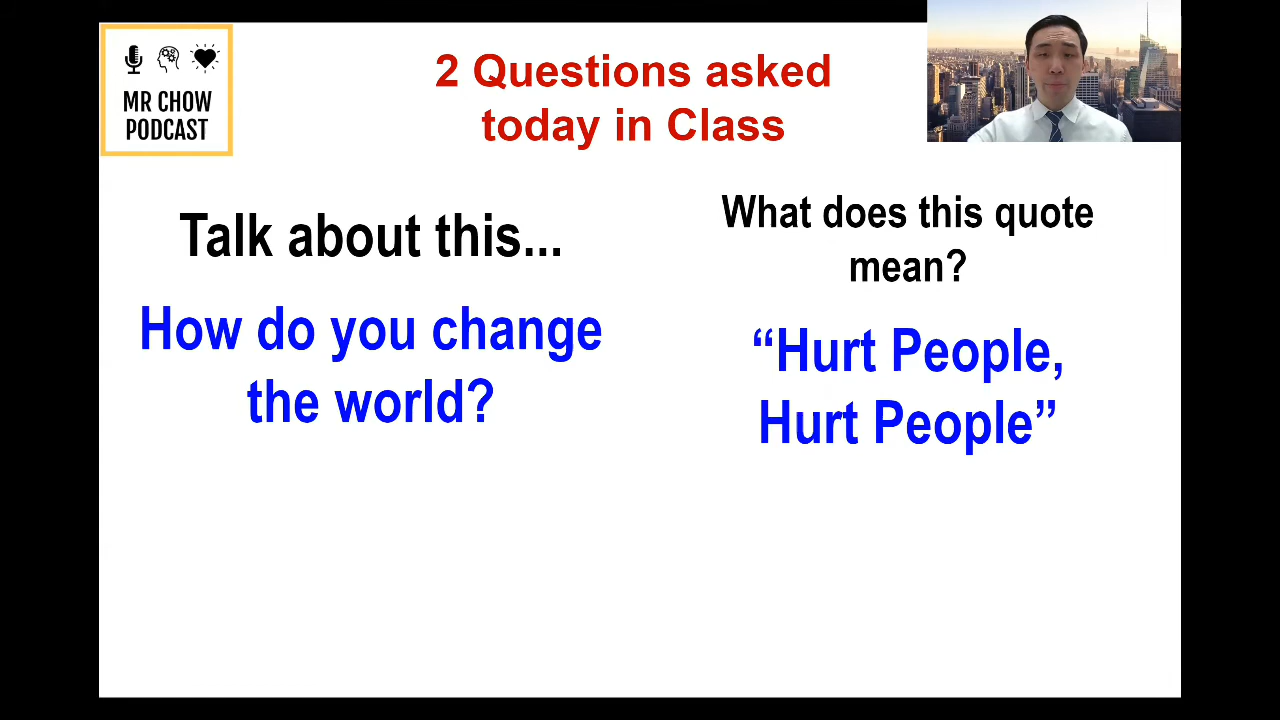 MR CHOW
PODCAST
2 Questions asked
today in Class
Talk about this...
How do you change
the world?
What does this quote
mean?
“Hurt People,
Hurt People”